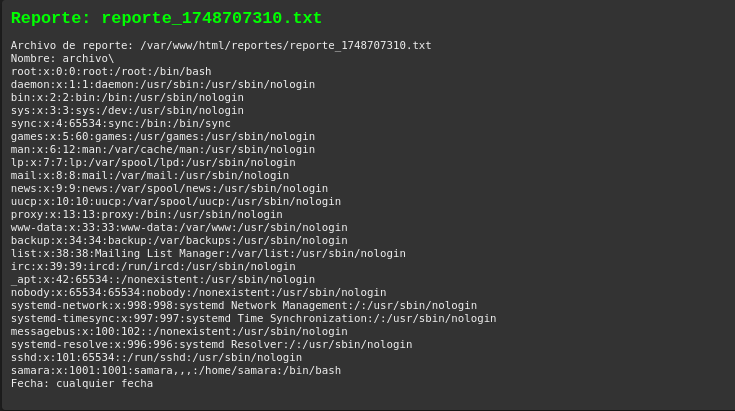 Reporte: reporte_1748707310.txt
Archivo de reporte: /var/www/html/reportes/reporte_1748707310.txt
Nombre: archivo\
root:x:0:0:root:/root:/bin/bash
daemon:x:1:1:daemon:/usr/sbin:/usr/sbin/nologin
bin:x:2:2:bin:/bin:/usr/sbin/nologin
sys:x:3:3:sys:/dev:/usr/sbin/nologin
sync:x:4:65534:sync:/bin:/bin/sync
games:x:5:60:games:/usr/games:/usr/sbin/nologin
man:x:6:12:man:/var/cache/man:/usr/sbin/nologin
lp:x:7:7:lp:/var/spool/lpd:/usr/sbin/nologin
mail:x:8:8:mail:/var/mail:/usr/sbin/nologin
news:x:9:9:news:/var/spool/news:/usr/sbin/nologin
uucp:x:10:10:uucp:/var/spool/uucp:/usr/sbin/nologin
proxy:x:13:13:proxy:/bin:/usr/sbin/nologin
www-data:x:33:33:www-data:/var/www:/usr/sbin/nologin
backup:x:34:34:backup:/var/backups:/usr/sbin/nologin
list:x:38:38:Mailing List Manager:/var/list:/usr/sbin/nologin
irc:x:39:39:ircd:/run/ircd:/usr/sbin/nologin
_apt:x:42:65534::/nonexistent:/usr/sbin/nologin
nobody:x:65534:65534:nobody:/nonexistent:/usr/sbin/nologin
systemd-network:x:998:998:systemd Network Management:/:/usr/sbin/nologin
systemd-timesync:x:997:997:systemd Time Synchronization:/:/usr/sbin/nologin
messagebus:x:100:102::/nonexistent:/usr/sbin/nologin
systemd-resolve:x:996:996:systemd Resolver:/:/usr/sbin/nologin
sshd:x:101:65534::/run/sshd:/usr/sbin/nologin
samara:x:1001:1001:samara,,,:/home/samara:/bin/bash
Fecha: cualquier fecha